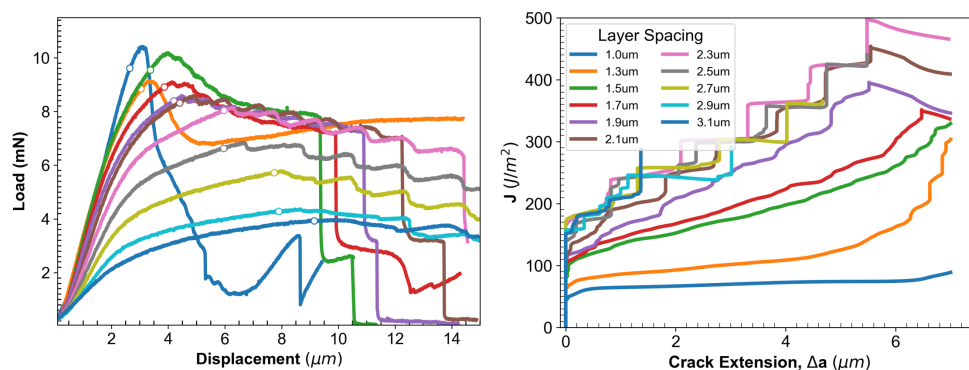 10
8
6
4
2
Load (mN)
2 4 6 8 10 12 14
Displacement (μm)
500
400
300
200
100
0
J (J/m²)
Layer Spacing
1.0um 2.3um
1.3um 2.5um
1.5um 2.7um
1.7um 2.9um
1.9um 3.1um
2.1um
0 2 4 6
Crack Extension, Δa (μm)